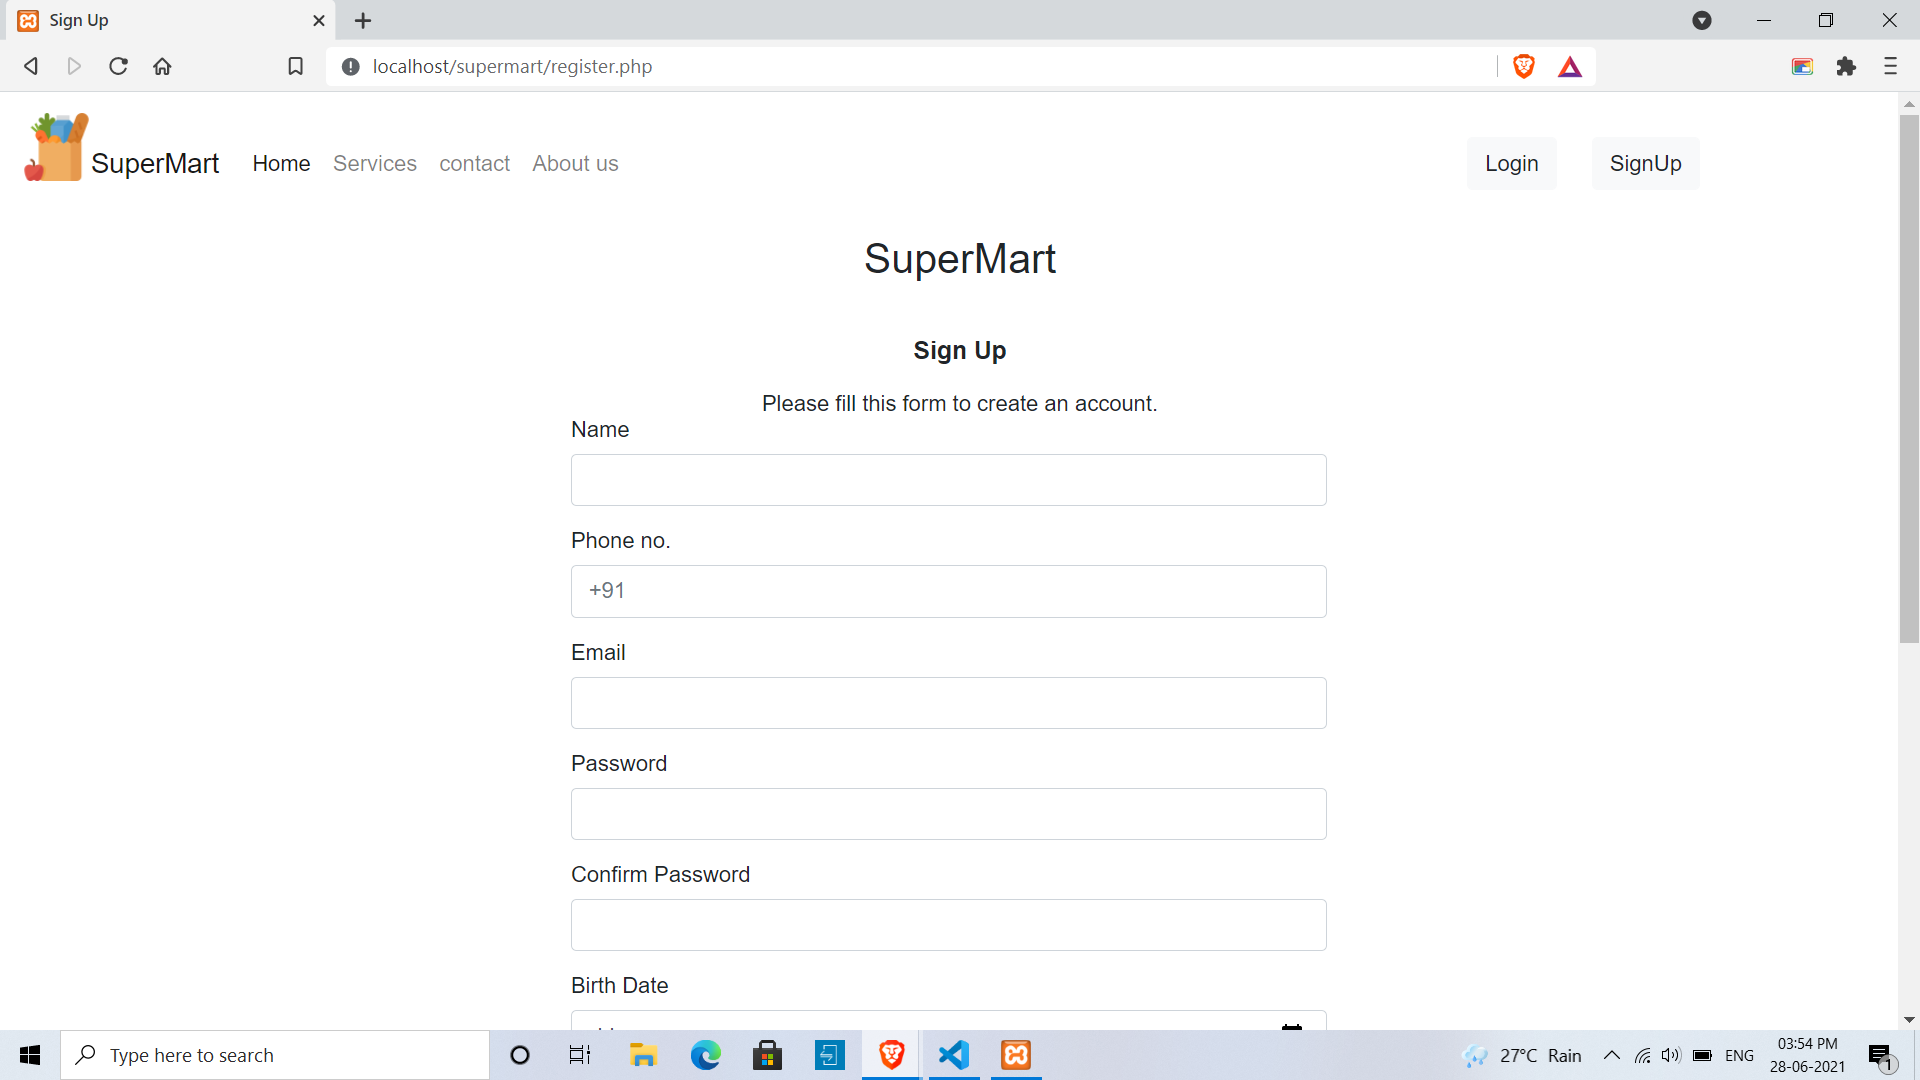 Sign Up
localhost/supermart/register.php
SuperMart Home Services contact About us Login SignUp
SuperMart
Sign Up
Please fill this form to create an account.
Name
Phone no.
+91
Email
Password
Confirm Password
Birth Date
Type here to search
27°C Rain
ENG
03:54 PM
28-06-2021
1